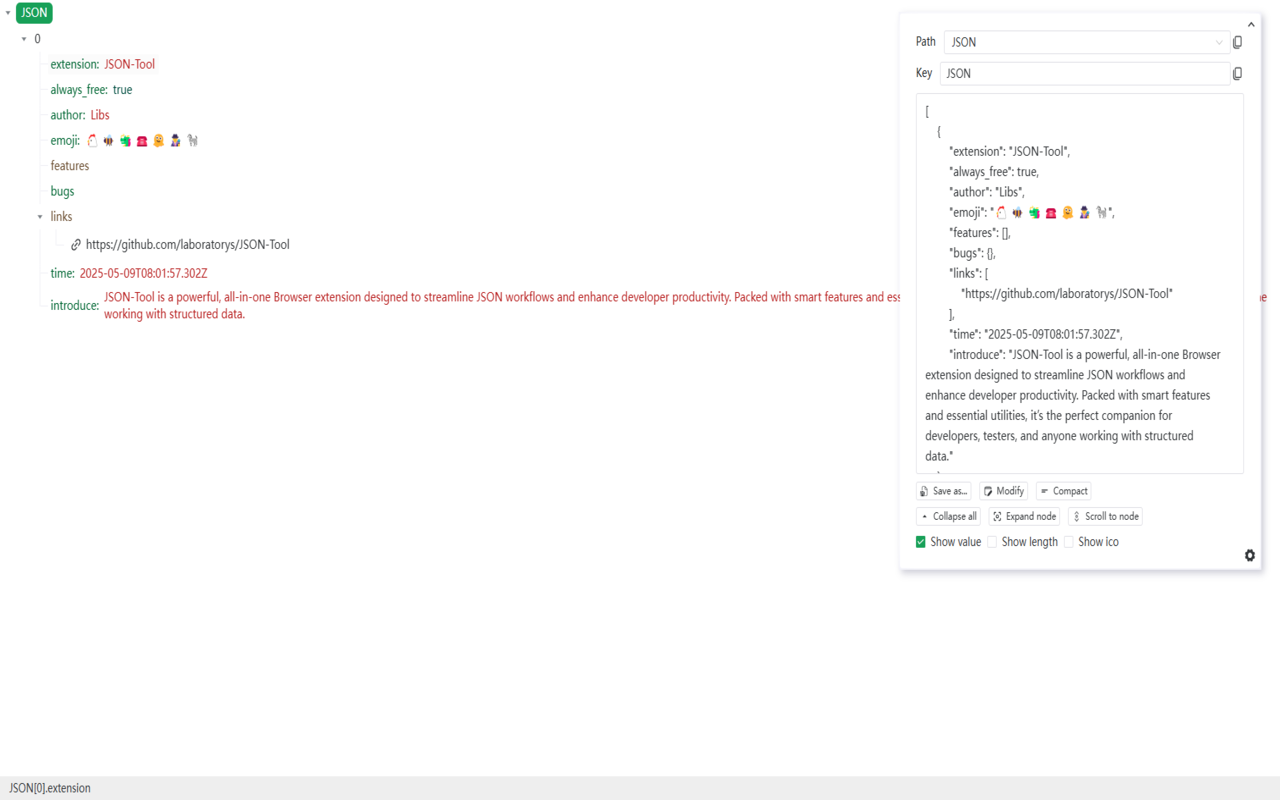 JSON
0
extension: JSON-Tool
always_free: true
author: Libs
emoji: 🐔 🐝 🐲 ☎️ 🤗 🕵️ 🐩
features
bugs
links
https://github.com/laboratorys/JSON-Tool
time: 2025-05-09T08:01:57.302Z
introduce: JSON-Tool is a powerful, all-in-one Browser extension designed to streamline JSON workflows and enhance developer productivity. Packed with smart features and
working with structured data.
Path JSON
Key JSON
[
{
"extension": "JSON-Tool",
"always_free": true,
"author": "Libs",
"emoji": "🐔 🐝 🐲 ☎️ 🤗 🕵️ 🐩",
"features": [],
"bugs": {},
"links": [
"https://github.com/laboratorys/JSON-Tool"
],
"time": "2025-05-09T08:01:57.302Z",
"introduce": "JSON-Tool is a powerful, all-in-one Browser
extension designed to streamline JSON workflows and
enhance developer productivity. Packed with smart features
and essential utilities, it's the perfect companion for
developers, testers, and anyone working with structured
data."
Save as... Modify Compact
Collapse all Expand node Scroll to node
Show value Show length Show ico
JSON[0].extension